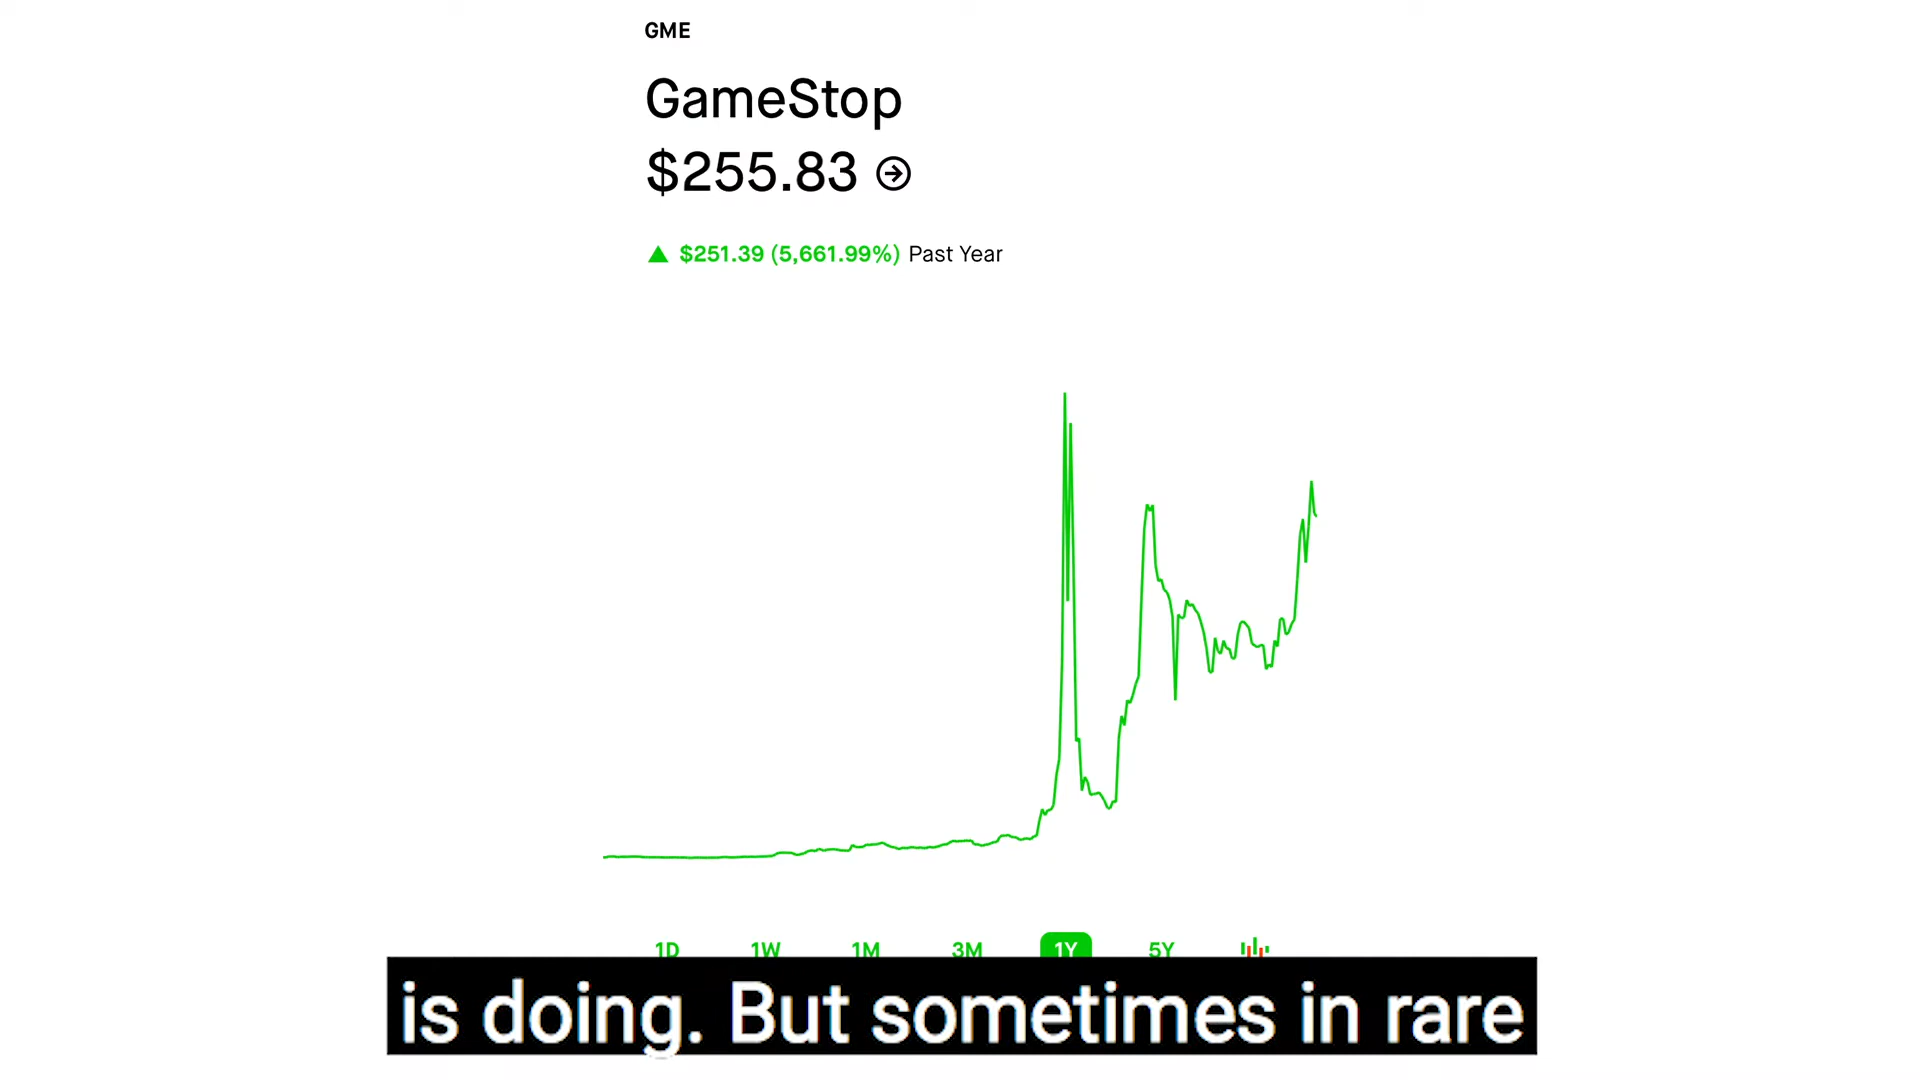 GME
GameStop
$255.83
$251.39 (5,661.99%) Past Year
1D 1W 1M 3M 1Y 5Y
is doing. But sometimes in rare